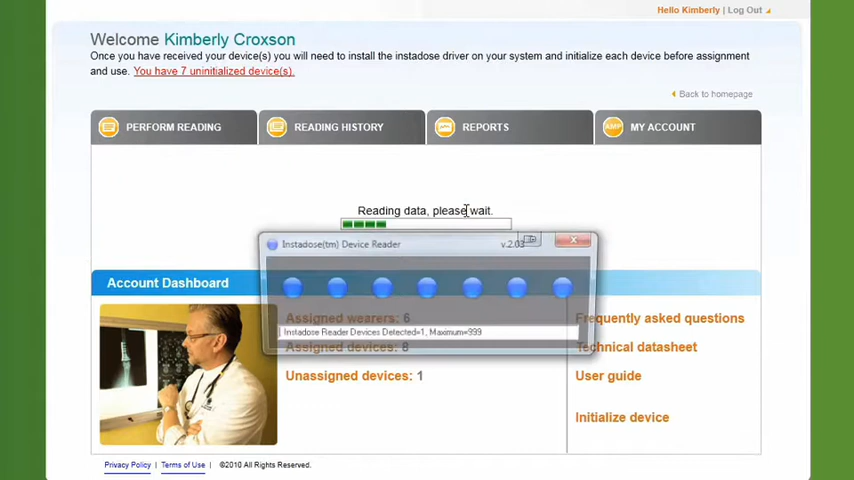 Hello Kimberly | Log Out
Welcome Kimberly Croxson
Once you have received your device(s) you will need to install the instadose driver on your system and initialize each device before assignment
and use. You have 7 uninitialized device(s).
Back to homepage
PERFORM READING
READING HISTORY
REPORTS
AMP MY ACCOUNT
Reading data, please wait.
Instadose(tm) Device Reader v.2.03
Account Dashboard
Assigned wearers: 6
Instadose Reader Devices Detected=1, Maximum=999
Assigned devices: 8
Unassigned devices: 1
Frequently asked questions
Technical datasheet
User guide
Initialize device
Privacy Policy | Terms of Use | ©2010 All Rights Reserved.